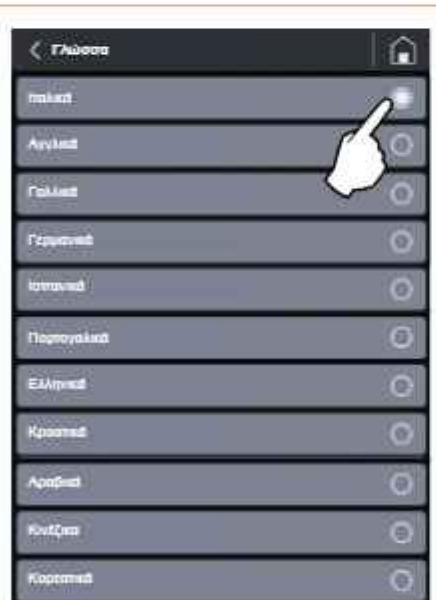 Γλώσσα
Ιταλικά
Αγγλικά
Γαλλικά
Γερμανικά
Ισπανικά
Πορτογαλικά
Ελληνικά
Κροατικά
Αραβικά
Κινέζικα
Κορεατικά